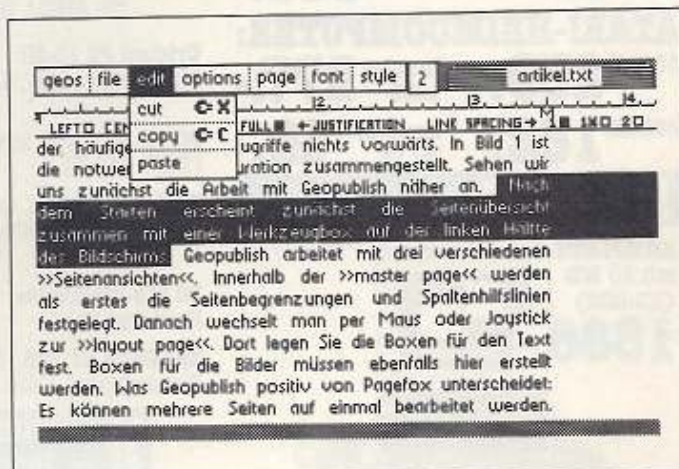 geos file edit options page font style 2 artikel.txt
cut C= X
copy C= C
paste
2 3 4
LEFT CEN FULL ← JUSTIFICATION LINE SPACING → 1 1½ 2
der häufige ugriffe nichts vorwärts. In Bild 1 ist
die notwe uration zusammengestellt. Sehen wir
uns zunächst die Arbeit mit Geopublish näher an. Nach
dem Starten erscheint zunächst die Seitenübersicht
zusammen mit einer Werkzeugbox auf der linken Hälfte
des Bildschirms. Geopublish arbeitet mit drei verschiedenen
>>Seitenansichten<<. Innerhalb der >>master page<< werden
als erstes die Seitenbegrenzungen und Spaltenhilfslinien
festgelegt. Danach wechselt man per Maus oder Joystick
zur >>layout page<<. Dort legen Sie die Boxen für den Text
fest. Boxen für die Bilder müssen ebenfalls hier erstellt
werden. Was Geopublish positiv von Pagefox unterscheidet:
Es können mehrere Seiten auf einmal bearbeitet werden.